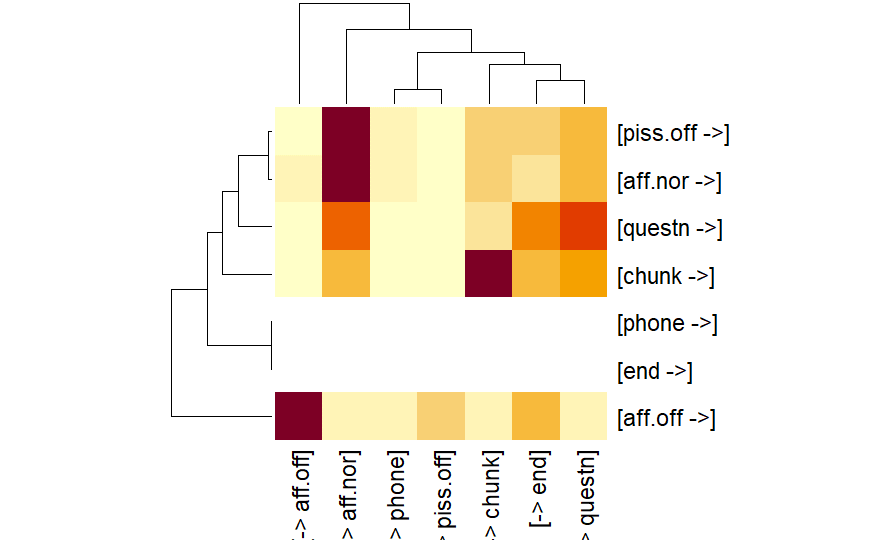 [piss.off ->]
[aff.nor ->]
[questn ->]
[chunk ->]
[phone ->]
[end ->]
[aff.off ->]
[-> aff.off]
> aff.nor]
> phone]
> piss.off]
> chunk]
[-> end]
> questn]